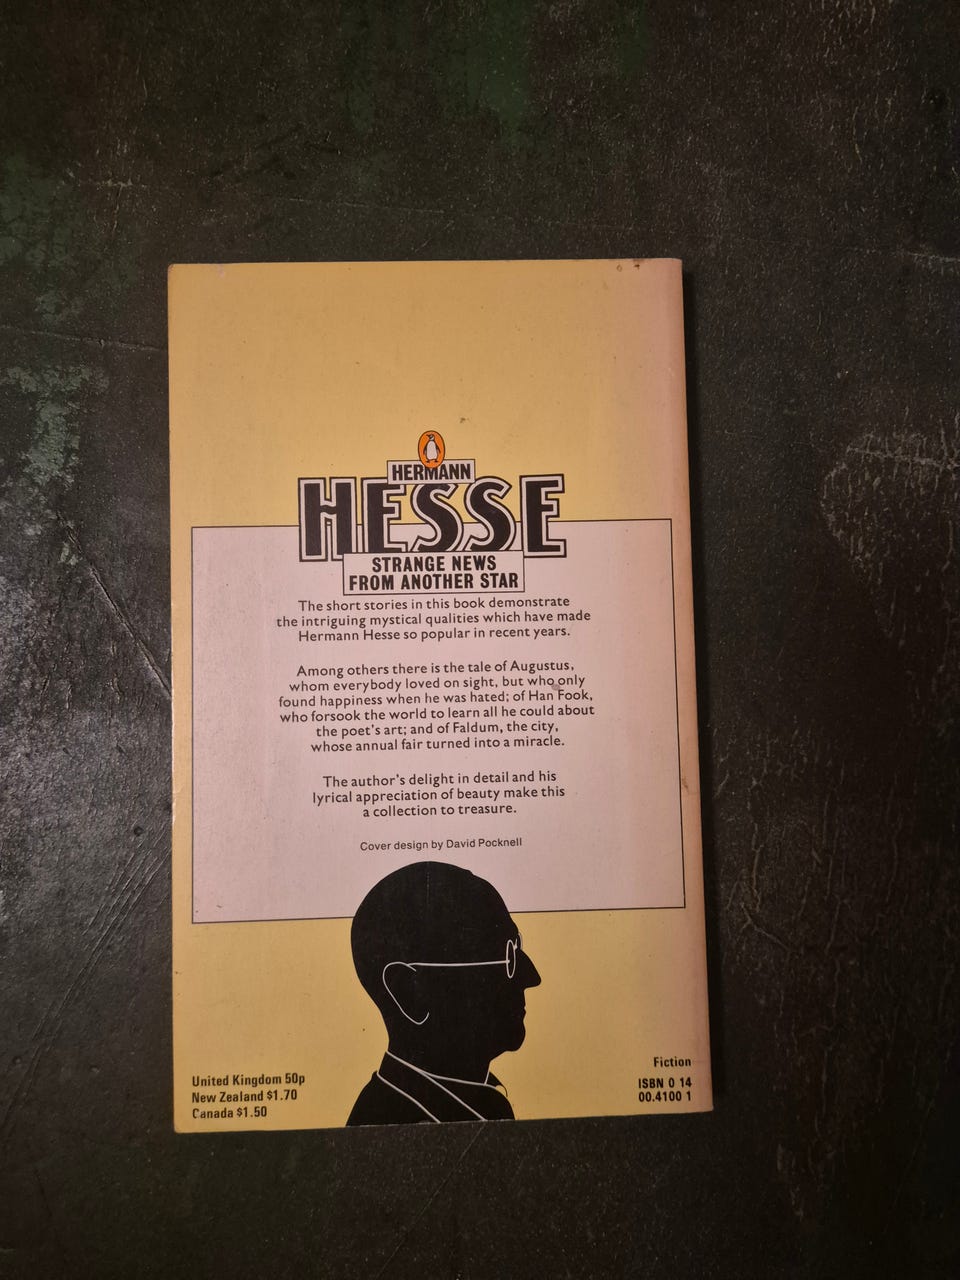 HERMANN
HESSE
STRANGE NEWS
FROM ANOTHER STAR
The short stories in this book demonstrate
the intriguing mystical qualities which have made
Hermann Hesse so popular in recent years.
Among others there is the tale of Augustus,
whom everybody loved on sight, but who only
found happiness when he was hated; of Han Fook,
who forsook the world to learn all he could about
the poet's art; and of Faldum, the city,
whose annual fair turned into a miracle.
The author's delight in detail and his
lyrical appreciation of beauty make this
a collection to treasure.
Cover design by David Pocknell
United Kingdom 50p
New Zealand $1.70
Canada $1.50
Fiction
ISBN 0 14
00.4100 1